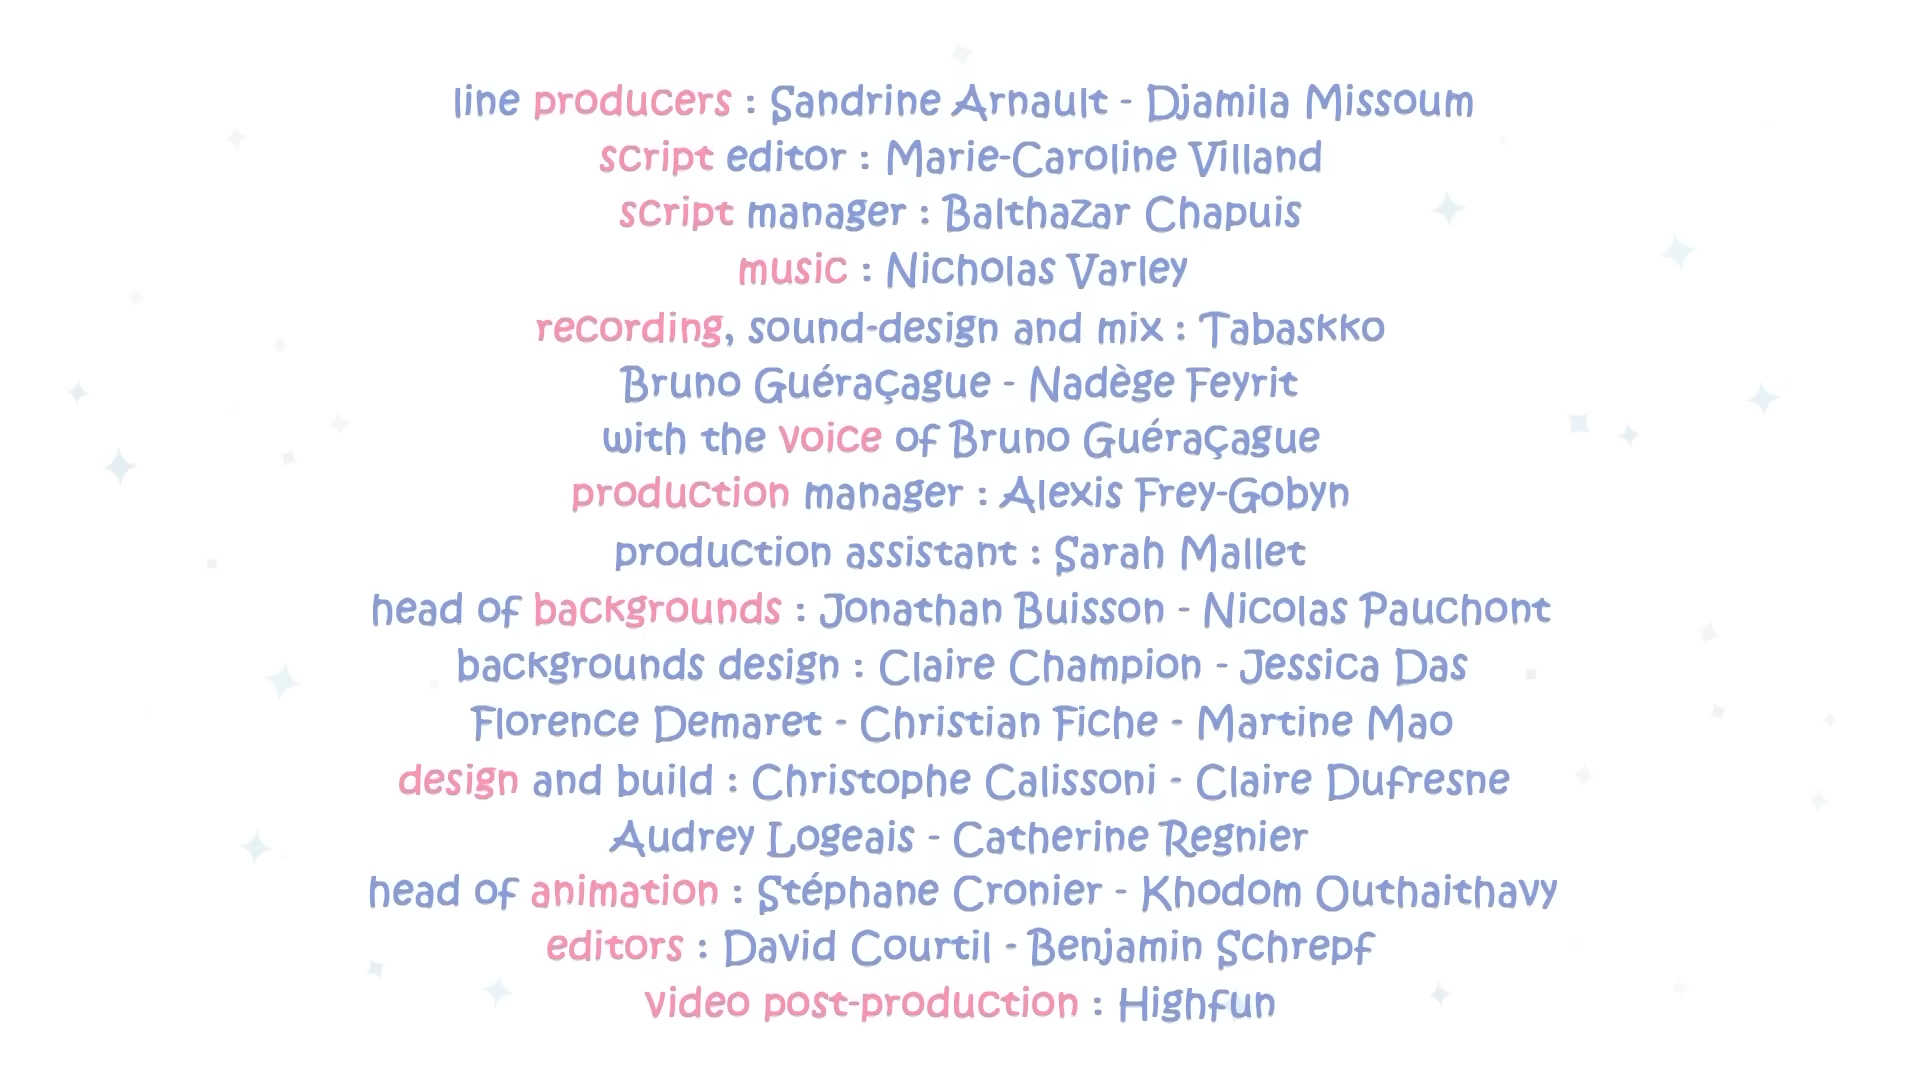 line producers : Sandrine Arnault - Djamila Missoum
script editor : Marie-Caroline Villand
script manager : Balthazar Chapuis
music : Nicholas Varley
recording, sound-design and mix : Tabaskko
Bruno Guéraçague - Nadège Feyrit
with the voice of Bruno Guéraçague
production manager : Alexis Frey-Gobyn
production assistant : Sarah Mallet
head of backgrounds : Jonathan Buisson - Nicolas Pauchont
backgrounds design : Claire Champion - Jessica Das
Florence Demaret - Christian Fiche - Martine Mao
design and build : Christophe Calissoni - Claire Dufresne
Audrey Logeais - Catherine Regnier
head of animation : Stéphane Cronier - Khodom Outhaithavy
editors : David Courtil - Benjamin Schrepf
video post-production : Highfun